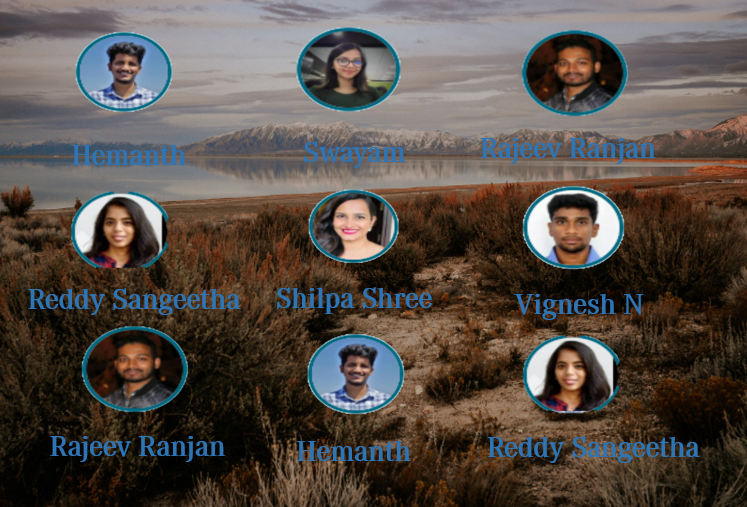 Hemanth
Swayam
Rajeev Ranjan
Reddy Sangeetha
Shilpa Shree
Vignesh N
Rajeev Ranjan
Hemanth
Reddy Sangeetha